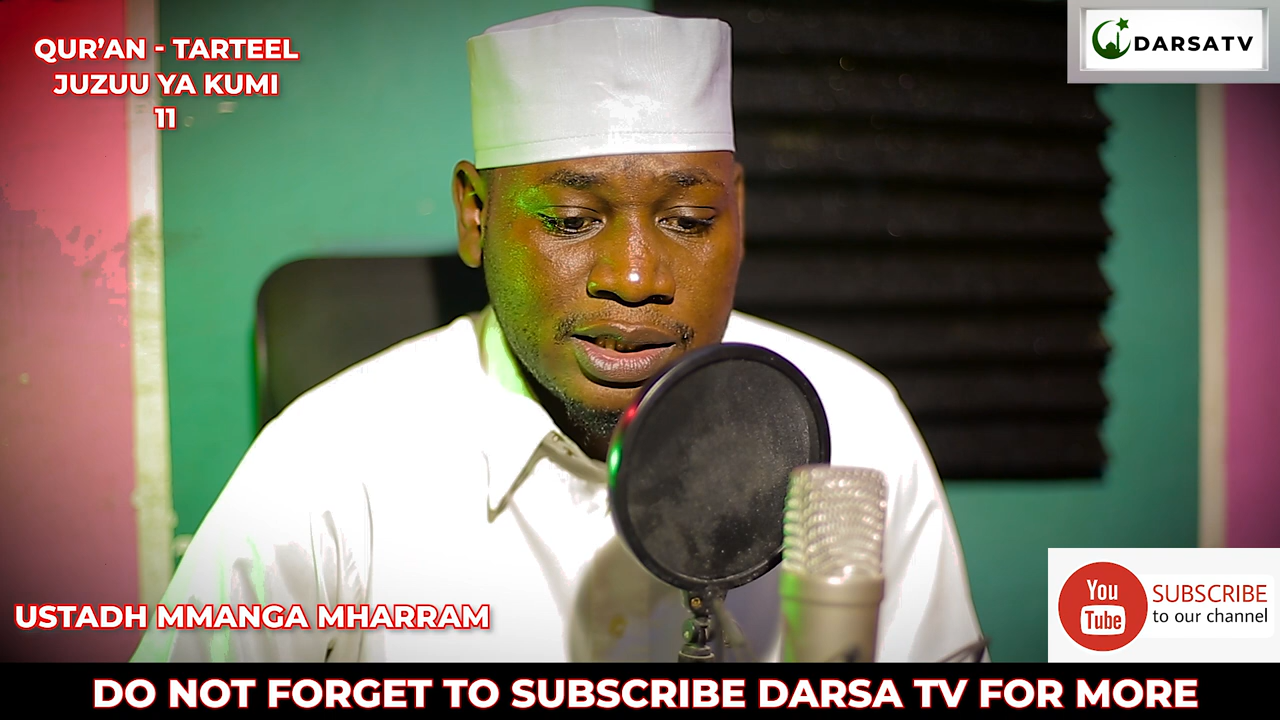 QUR'AN - TARTEEL
JUZUU YA KUMI
11
DARSATV
USTADH MMANGA MHARRAM
You
Tube
SUBSCRIBE
to our channel
DO NOT FORGET TO SUBSCRIBE DARSA TV FOR MORE